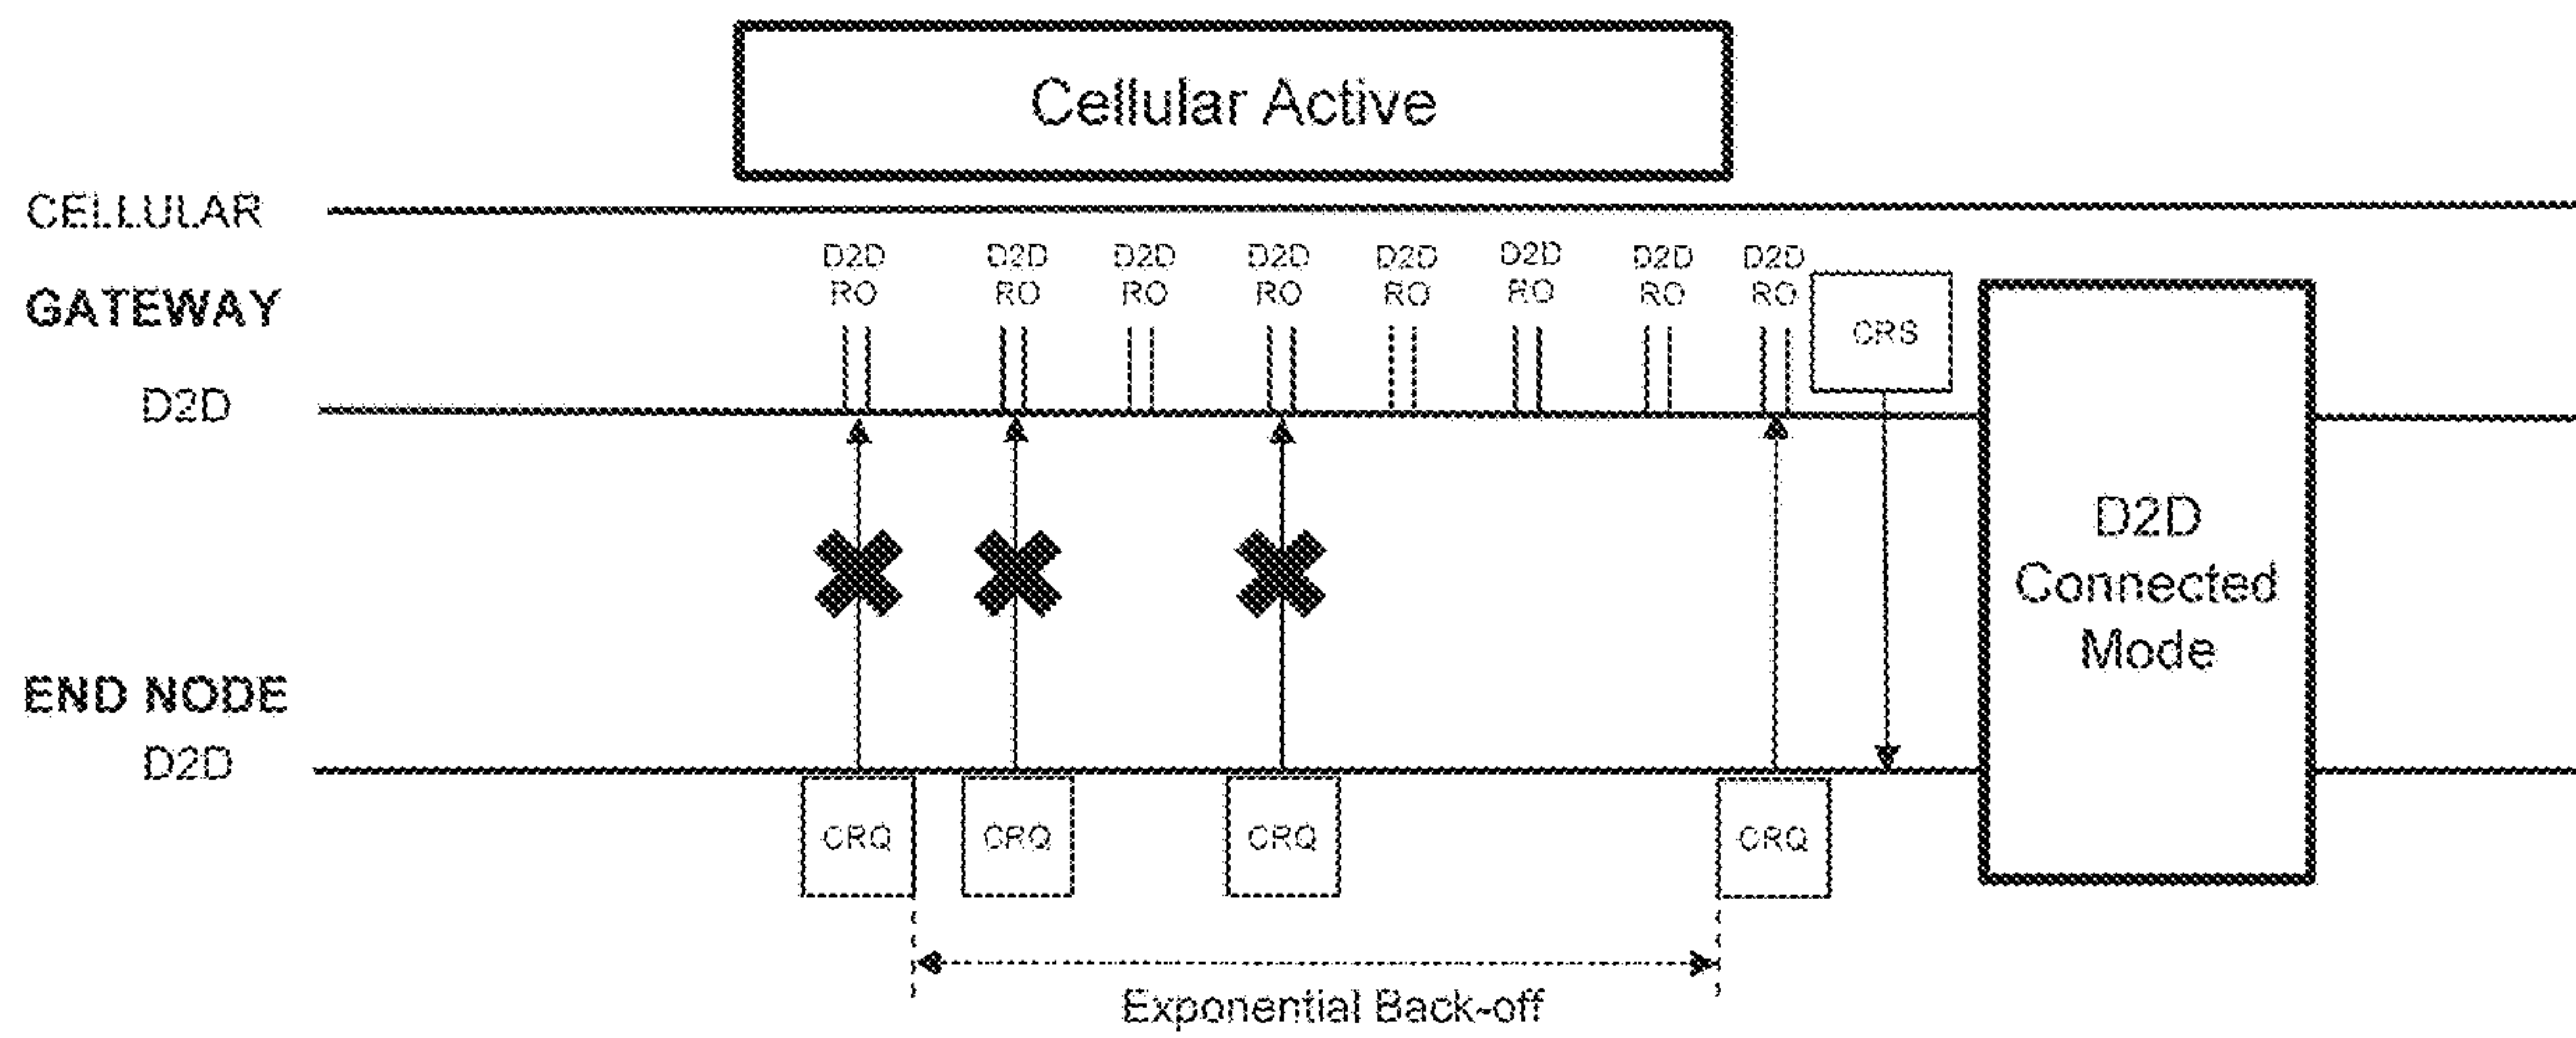 Cellular Active
CELLULAR
D2D D2D D2D D2D D2D D2D D2D D2D
RO RO RO RO RO RO RO RO
GATEWAY
CRS
D2D
D2D
Connected
Mode
END NODE
D2D
CRQ CRQ CRQ CRQ
Exponential Back-off